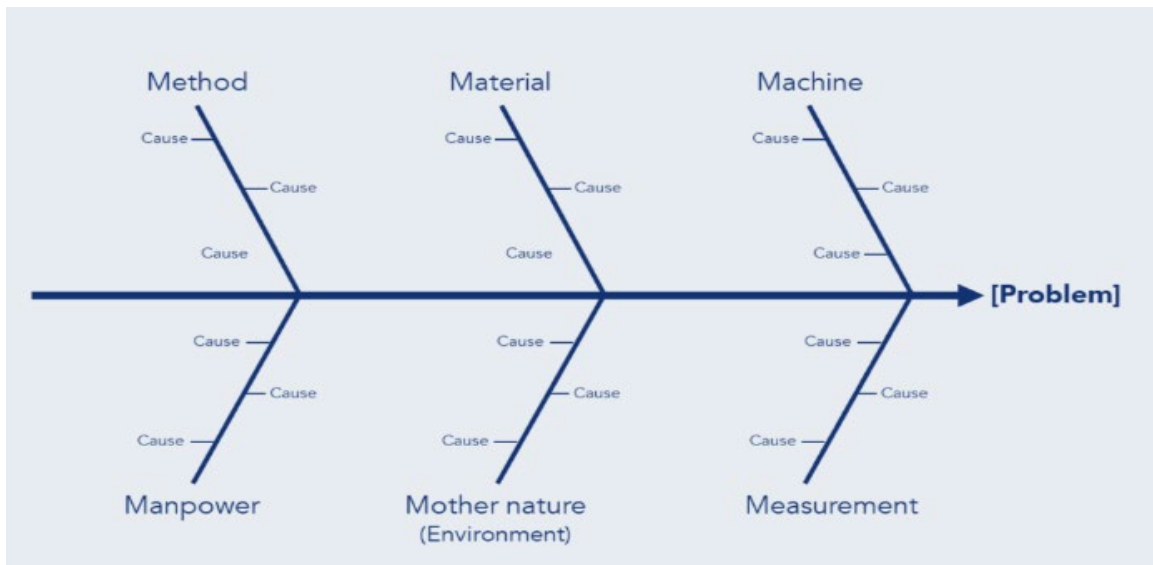 Method
Material
Machine
Cause
Cause
Cause
Cause
Cause
Cause
Cause
Cause
Cause
[Problem]
Cause
Cause
Cause
Cause
Cause
Cause
Cause
Cause
Cause
Manpower
Mother nature
(Environment)
Measurement